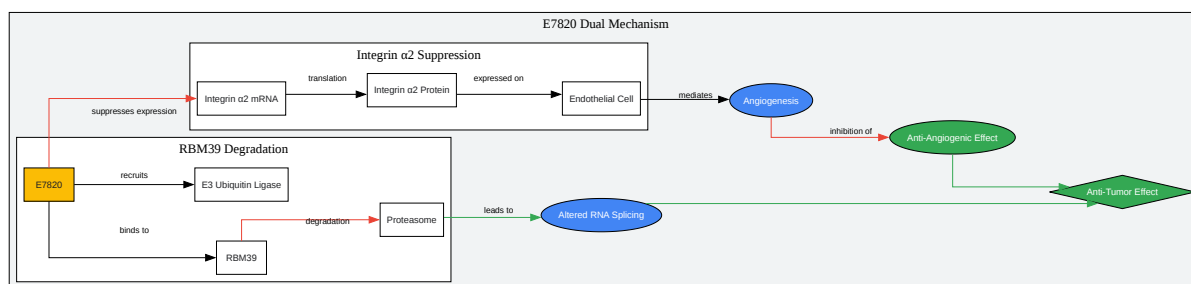 E7820 Dual Mechanism
Integrin α2 Suppression
translation
expressed on
Integrin α2 mRNA
Integrin α2 Protein
Endothelial Cell
mediates
Angiogenesis
suppresses expression
inhibition of
Anti-Angiogenic Effect
RBM39 Degradation
E7820
recruits
E3 Ubiquitin Ligase
Anti-Tumor Effect
binds to
degradation
Proteasome
leads to
Altered RNA Splicing
RBM39